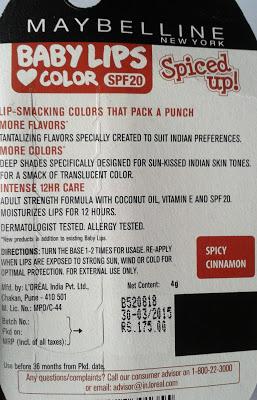 MAYBELLINE
NEW YORK
BABY LIPS
COLOR SPF20
Spiced up!
LIP-SMACKING COLORS THAT PACK A PUNCH
MORE FLAVORS*
TANTALIZING FLAVORS SPECIALLY CREATED TO SUIT INDIAN PREFERENCES.
MORE COLORS*
DEEP SHADES SPECIFICALLY DESIGNED FOR SUN-KISSED INDIAN SKIN TONES.
FOR A SMACK OF TRANSLUCENT COLOR.
INTENSE 12HR CARE
ADULT STRENGTH FORMULA WITH COCONUT OIL, VITAMIN E AND SPF 20.
MOISTURIZES LIPS FOR 12 HOURS.
DERMATOLOGIST TESTED. ALLERGY TESTED.
*New products in addition to existing Baby Lips.
DIRECTIONS: TURN THE BASE 1-2 TIMES FOR USAGE. RE-APPLY
WHEN LIPS ARE EXPOSED TO STRONG SUN, WIND OR COLD FOR
OPTIMAL PROTECTION. FOR EXTERNAL USE ONLY.
SPICY
CINNAMON
Mfd. by: L'ORÉAL India Pvt. Ltd.,
Chakan, Pune - 410 501
M. Lic. No.: MPD/C-44
Net Contents: 4g
Batch No.: B520818
Pkd on: 30-03/2015
MRP (Incl. of all taxes): RS.175.00
Use before 36 months from Pkd. date.
Any questions/complaints? Call our consumer advisor on 1-800-22-3000
or email: advisor@in.loreal.com